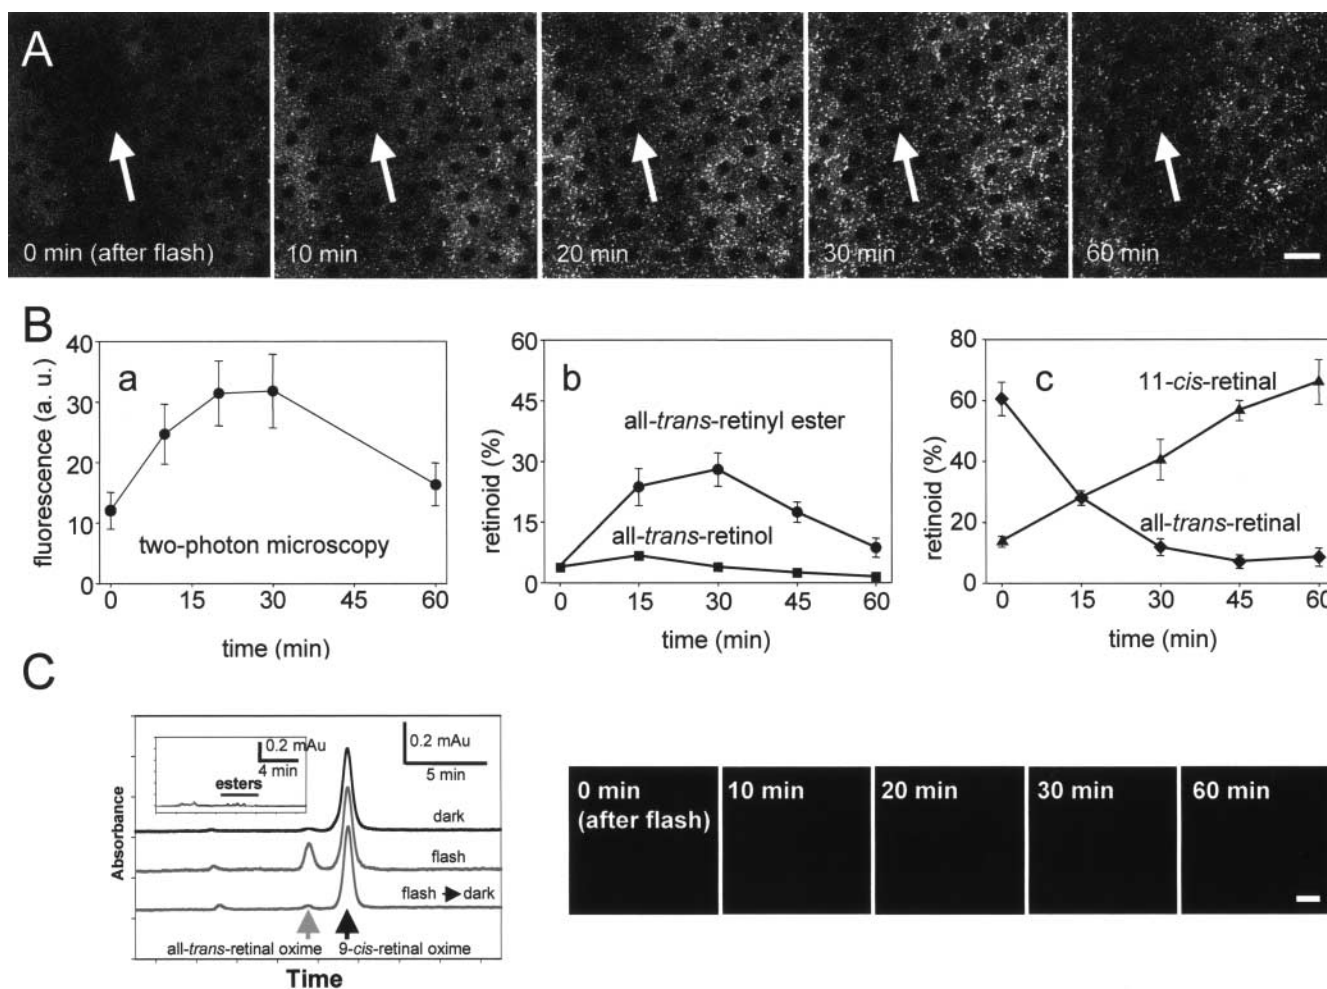 A
0 min (after flash)
10 min
20 min
30 min
60 min
B
a
40
30
20
10
0
fluorescence (a. u.)
two-photon microscopy
0 15 30 45 60
time (min)
b
60
45
30
15
0
retinoid (%)
all-trans-retinyl ester
all-trans-retinol
0 15 30 45 60
time (min)
c
80
60
40
20
0
retinoid (%)
11-cis-retinal
all-trans-retinal
0 15 30 45 60
time (min)
C
Absorbance
0.2 mAu
4 min
esters
0.2 mAu
5 min
dark
flash
flash dark
all-trans-retinal oxime
9-cis-retinal oxime
Time
0 min
(after flash)
10 min
20 min
30 min
60 min